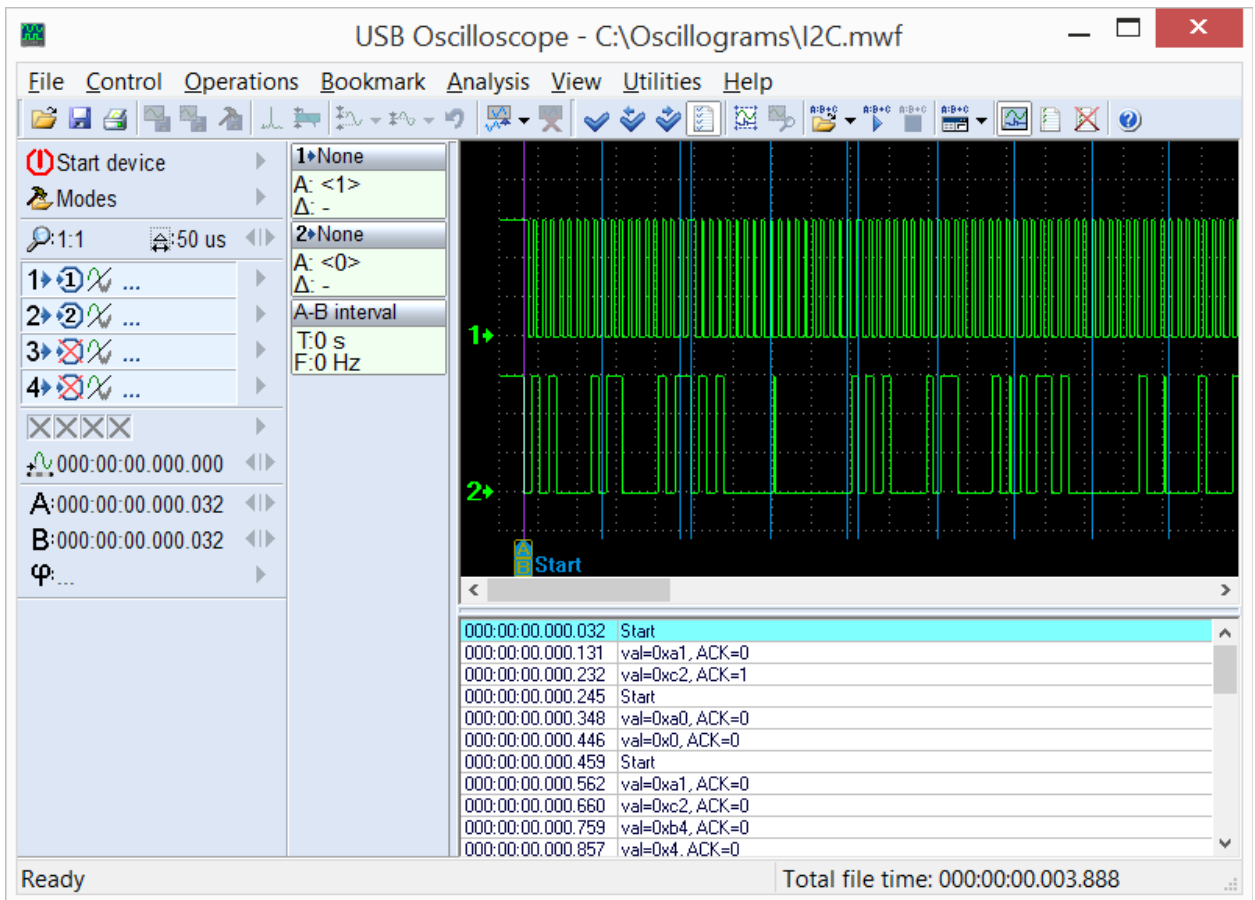 USB Oscilloscope - C:\Oscillograms\I2C.mwf
File Control Operations Bookmark Analysis View Utilities Help
A:B+C A:B+C A:B+C A:B+C
Start device
Modes
:1:1 :50 us
1 1 ...
2 2 ...
3 ...
4 ...
000:00:00.000.000
A:000:00:00.000.032
B:000:00:00.000.032
φ:...
1 None
A: <1>
Δ: -
2 None
A: <0>
Δ: -
A-B interval
T:0 s
F:0 Hz
1
2
A
B Start
000:00:00.000.032 Start
000:00:00.000.131 val=0xa1, ACK=0
000:00:00.000.232 val=0xc2, ACK=1
000:00:00.000.245 Start
000:00:00.000.348 val=0xa0, ACK=0
000:00:00.000.446 val=0x0, ACK=0
000:00:00.000.459 Start
000:00:00.000.562 val=0xa1, ACK=0
000:00:00.000.660 val=0xc2, ACK=0
000:00:00.000.759 val=0xb4, ACK=0
000:00:00.000.857 val=0x4, ACK=0
Ready Total file time: 000:00:00.003.888